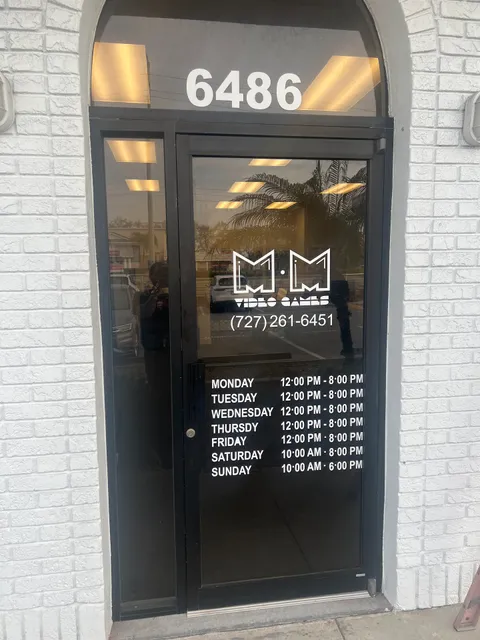 6486
M·M
VIDEO GAMES
(727) 261-6451
MONDAY 12:00 PM - 8:00 PM
TUESDAY 12:00 PM - 8:00 PM
WEDNESDAY 12:00 PM - 8:00 PM
THURSDY 12:00 PM - 8:00 PM
FRIDAY 12:00 PM - 8:00 PM
SATURDAY 10:00 AM - 8:00 PM
SUNDAY 10:00 AM - 6:00 PM